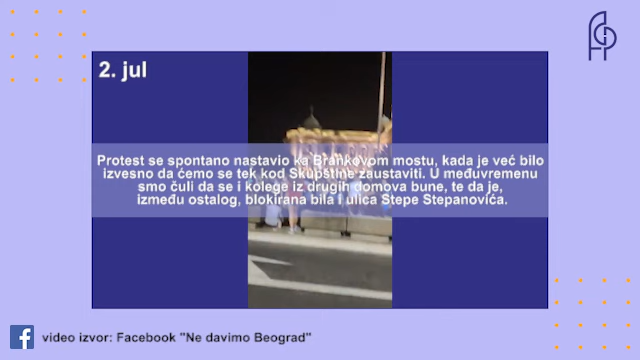 2. jul
Protest se spontano nastavio ka Brankovom mostu, kada je već bilo
izvesno da ćemo se tek kod Skupštine zaustaviti. U međuvremenu
smo čuli da se i kolege iz drugih domova bune, te da je,
između ostalog, blokirana bila i ulica Stepe Stepanovića.
video izvor: Facebook "Ne davimo Beograd"